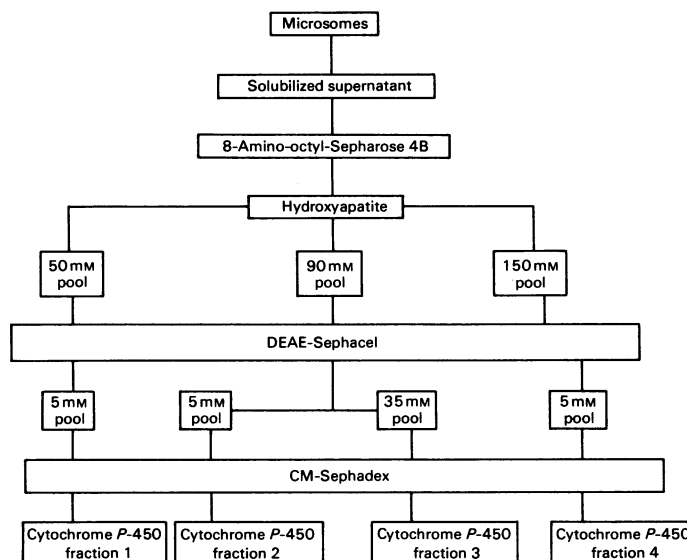 Microsomes
Solubilized supernatant
8-Amino-octyl-Sepharose 4B
Hydroxyapatite
50 mM
pool
90 mM
pool
150 mM
pool
DEAE-Sephacel
5 mM
pool
5 mM
pool
35 mM
pool
5 mM
pool
CM-Sephadex
Cytochrome P-450
fraction 1
Cytochrome P-450
fraction 2
Cytochrome P-450
fraction 3
Cytochrome P-450
fraction 4